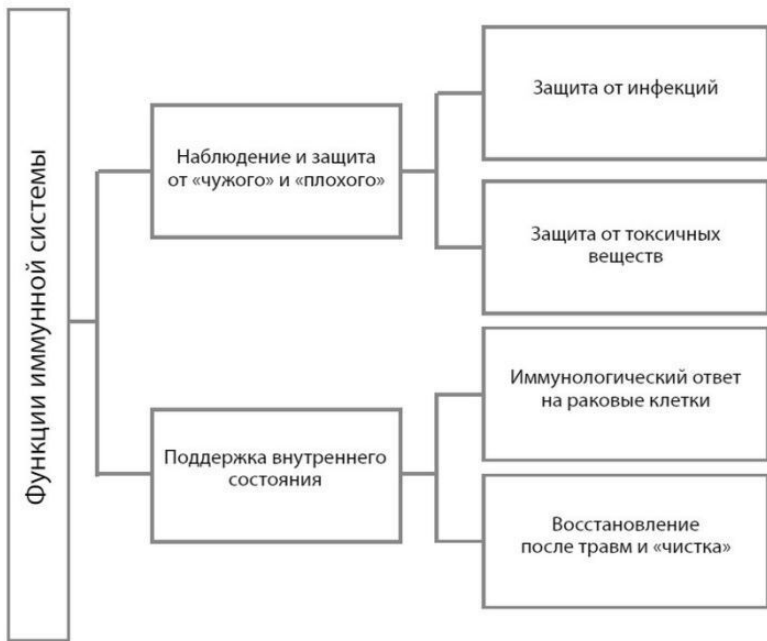 Функции иммунной системы
Наблюдение и защита
от «чужого» и «плохого»
Защита от инфекций
Защита от токсичных
веществ
Поддержка внутреннего
состояния
Иммунологический ответ
на раковые клетки
Восстановление
после травм и «чистка»